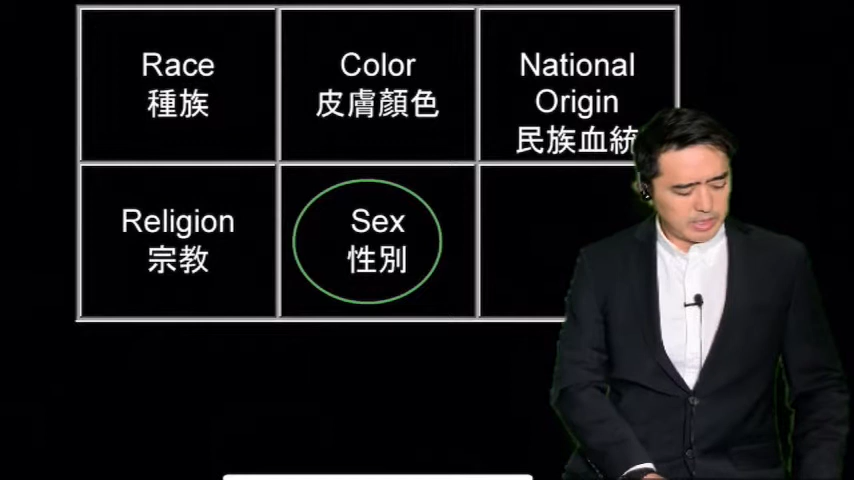 Race
種族
Color
皮膚顏色
National
Origin
民族血統
Religion
宗教
Sex
性別